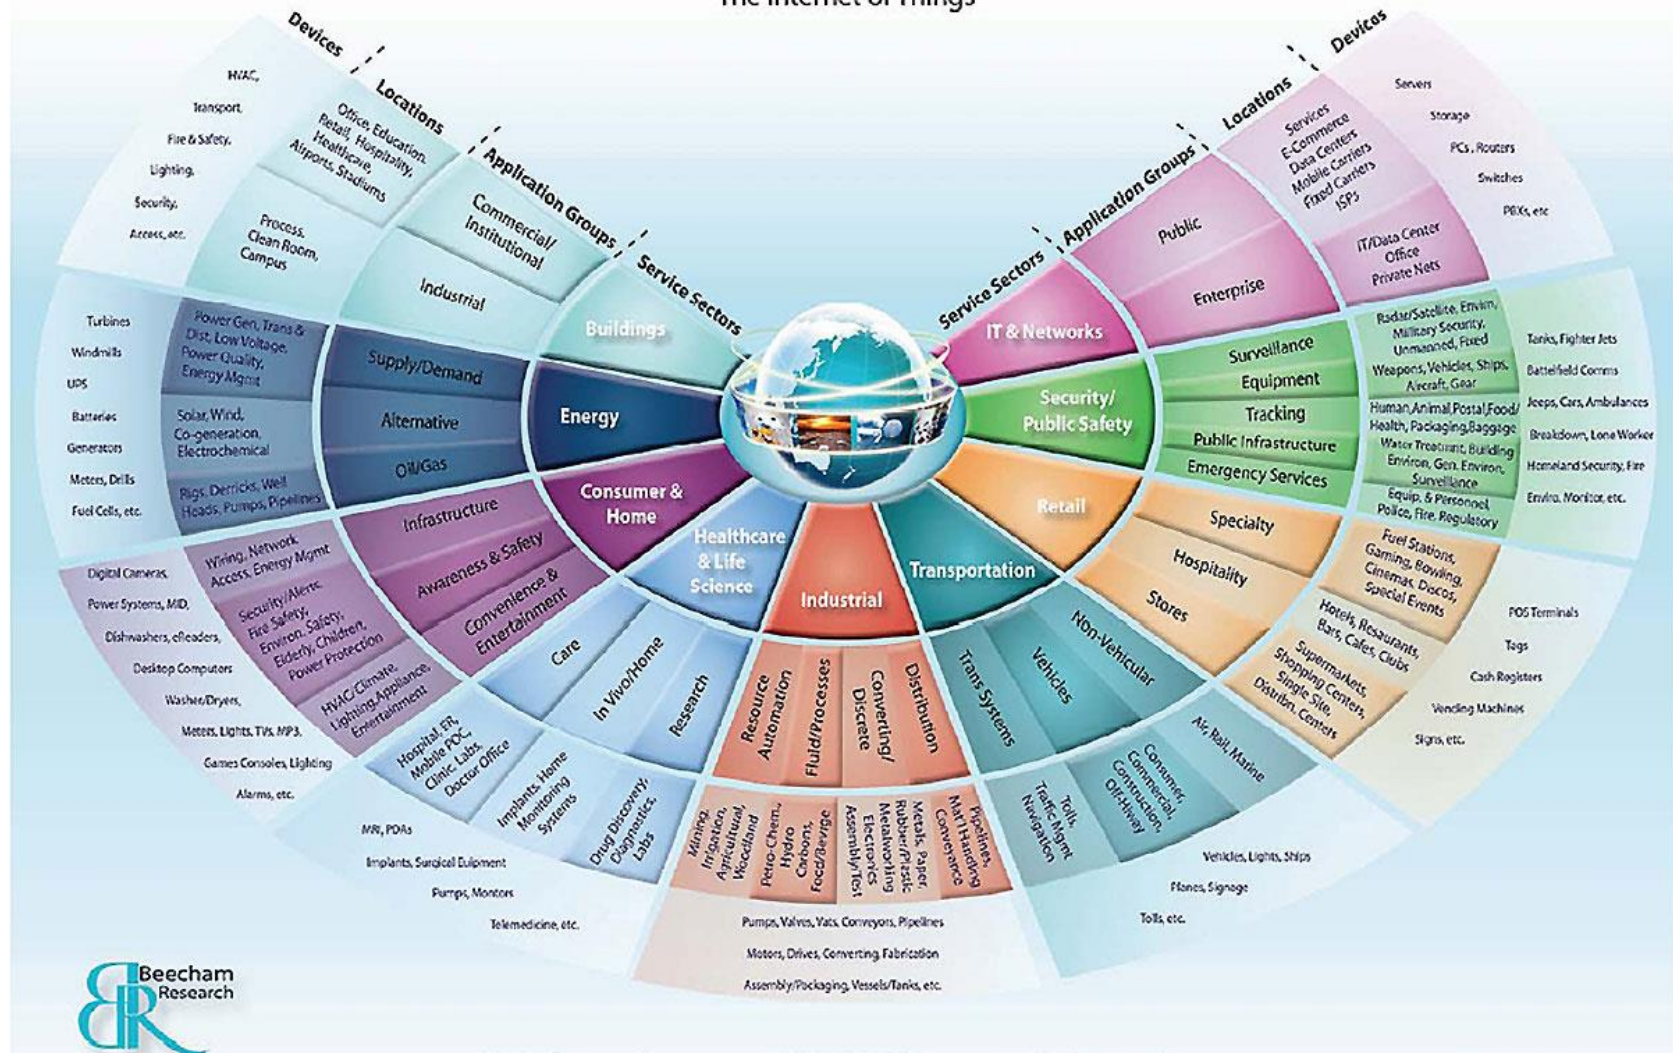 The Internet of Things
Devices
Locations
Application Groups
Service Sectors
HVAC,
Transport,
Fire & Safety,
Lighting,
Security,
Access, etc.
Office, Education,
Retail, Hospitality,
Healthcare,
Airports, Stadiums
Process,
Clean Room,
Campus
Commercial/
Institutional
Industrial
Buildings
Turbines
Windmills
UPS
Batteries
Generators
Meters, Drills
Fuel Cells, etc.
Power Gen, Trans &
Dist, Low Voltage,
Power Quality,
Energy Mgmt
Solar, Wind,
Co-generation,
Electrochemical
Rigs, Derricks, Well
Heads, Pumps, Pipelines
Supply/Demand
Alternative
Oil/Gas
Energy
Digital Cameras,
Power Systems, MID,
Dishwashers, eReaders,
Desktop Computers
Washer/Dryers,
Meters, Lights, TVs, MP3,
Games Consoles, Lighting
Alarms, etc.
Wiring, Network
Access, Energy Mgmt
Security/Alerts
Fire Safety,
Environ. Safety,
Elderly, Children,
Power Protection
HVAC/Climate,
Lighting,Appliance,
Entertainment
Infrastructure
Awareness & Safety
Convenience &
Entertainment
Consumer &
Home
MRI, PDAs
Implants, Surgical Euipment
Pumps, Montors
Telemedicine, etc.
Hospital, ER,
Mobile POC,
Clinic, Labs,
Doctor Office
Implants, Home
Monitoring
Systems
Drug Discovery,
Diagnostics,
Labs
Care
In Vivo/Home
Research
Healthcare
& Life
Science
Industrial
Resource
Automation
Fluid/Processes
Converting/
Discrete
Distribution
Mining,
Irrigation,
Agricultural,
Woodland
Petro-Chem.,
Hydro
Carbons,
Food/Bevrge
Metals, Paper,
Rubber/Plastic
Metalworking
Electronics
Assembly/Test
Pipelines,
Mat'l Handling
Conveyance
Pumps, Valves, Vats, Conveyors, Pipelines
Motors, Drives, Converting, Fabrication
Assembly/Packaging, Vessels/Tanks, etc.
Transportation
Non-Vehicular
Vehicles
Trans Systems
Air, Rail, Marine
Consumer,
Commercial,
Construction,
Off-Hiway
Tolls,
Traffic Mgmt
Navigation
Vehicles, Lights, Ships
Planes, Signage
Tolls, etc.
Retail
Specialty
Hospitality
Stores
Fuel Stations,
Gaming, Bowling,
Cinemas, Discos,
Special Events
Hotels, Resaurants,
Bars, Cafes, Clubs
Supermarkets,
Shopping Centers,
Single Site,
Distribn. Centers
POS Terminals
Tags
Cash Registers
Vending Machines
Signs, etc.
Security/
Public Safety
Surveillance
Equipment
Tracking
Public Infrastructure
Emergency Services
Radar/Satellite, Envirn,
Military Security,
Unmanned, Fixed
Weapons, Vehicles, Ships,
Aircraft, Gear
Human,Animal,Postal,Food/
Health, Packaging,Baggage
Water Treatmnt, Building
Environ, Gen. Environ,
Surveillance
Equip. & Personnel,
Police, Fire, Regulatory
Tanks, Fighter Jets
Battelfield Comms
Jeeps, Cars, Ambulances
Breakdown, Lone Worker
Homeland Security, Fire
Enviro. Monitor, etc.
IT & Networks
Public
Enterprise
Services
E-Commerce
Data Centers
Mobile Carriers
Fixed Carriers
ISPS
IT/Data Center
Office
Private Nets
Servers
Storage
PCs, Routers
Switches
PBXs, etc
Devices
Locations
Application Groups
Service Sectors
BR
Beecham
Research